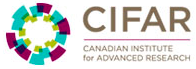 CIFAR
CANADIAN INSTITUTE
for ADVANCED RESEARCH